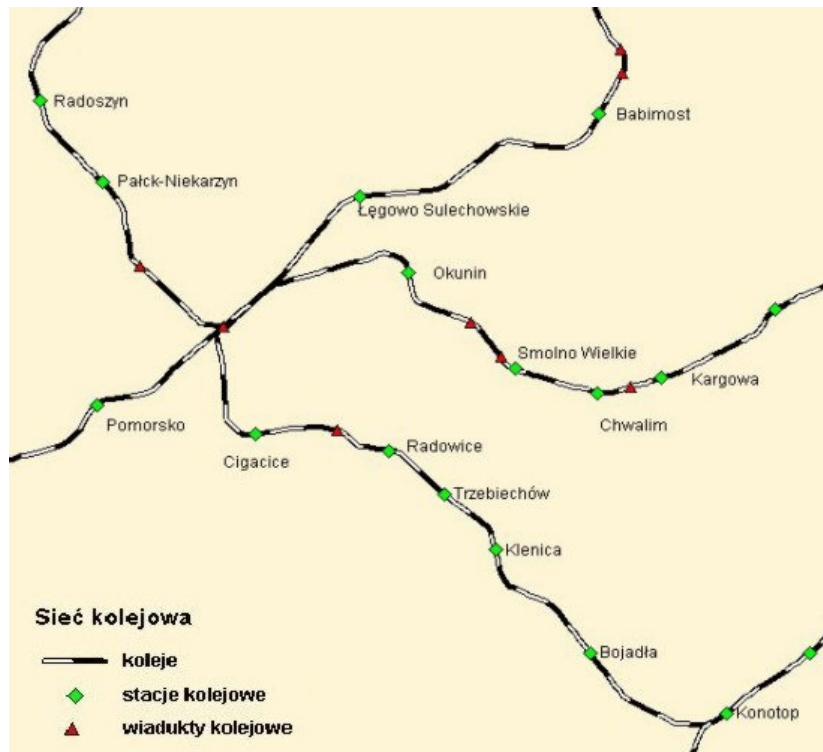 Radoszyn
Babimost
Pałck-Niekarzyn
Łęgowo Sulechowskie
Okunin
Smolno Wielkie
Kargowa
Pomorsko
Chwalim
Cigacice
Radowice
Trzebiechów
Klenica
Sieć kolejowa
koleje
Bojadła
stacje kolejowe
Konotop
wiadukty kolejowe